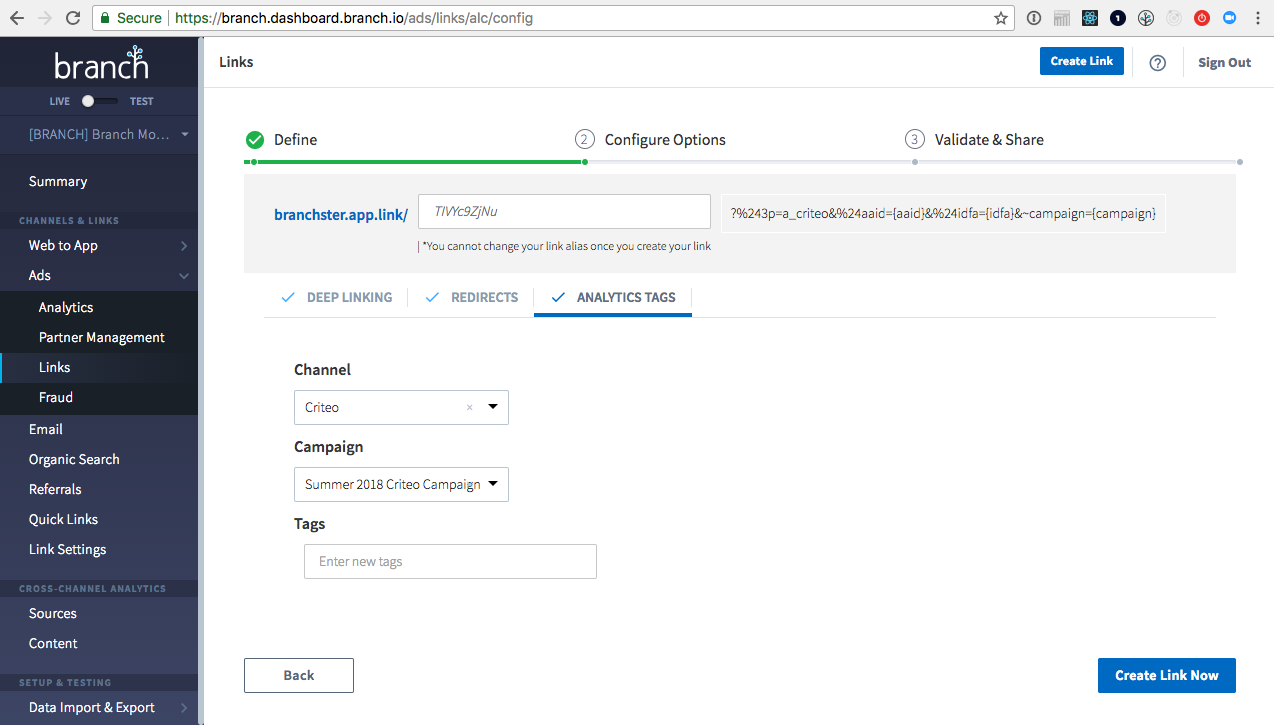 Secure https://branch.dashboard.branch.io/ads/links/alc/config
branch
LIVE TEST
[BRANCH] Branch Mo...
Summary
CHANNELS & LINKS
Web to App
Ads
Analytics
Partner Management
Links
Fraud
Email
Organic Search
Referrals
Quick Links
Link Settings
CROSS-CHANNEL ANALYTICS
Sources
Content
SETUP & TESTING
Data Import & Export
Links
Create Link
?
Sign Out
Define
2 Configure Options
3 Validate & Share
branchster.app.link/ TIVYc9ZjNu ?%243p=a_criteo&%24aaid={aaid}&%24idfa={idfa}&~campaign={campaign}
| *You cannot change your link alias once you create your link
DEEP LINKING REDIRECTS ANALYTICS TAGS
Channel
Criteo ×
Campaign
Summer 2018 Criteo Campaign
Tags
Enter new tags
Back Create Link Now